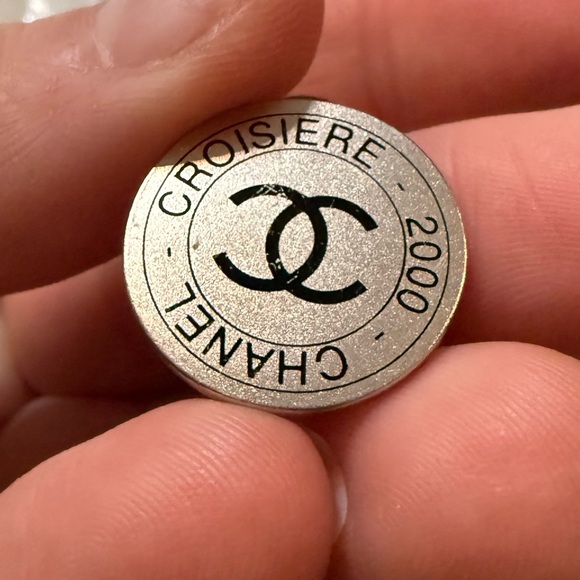 CROISIERE - 2000 - CHANEL -